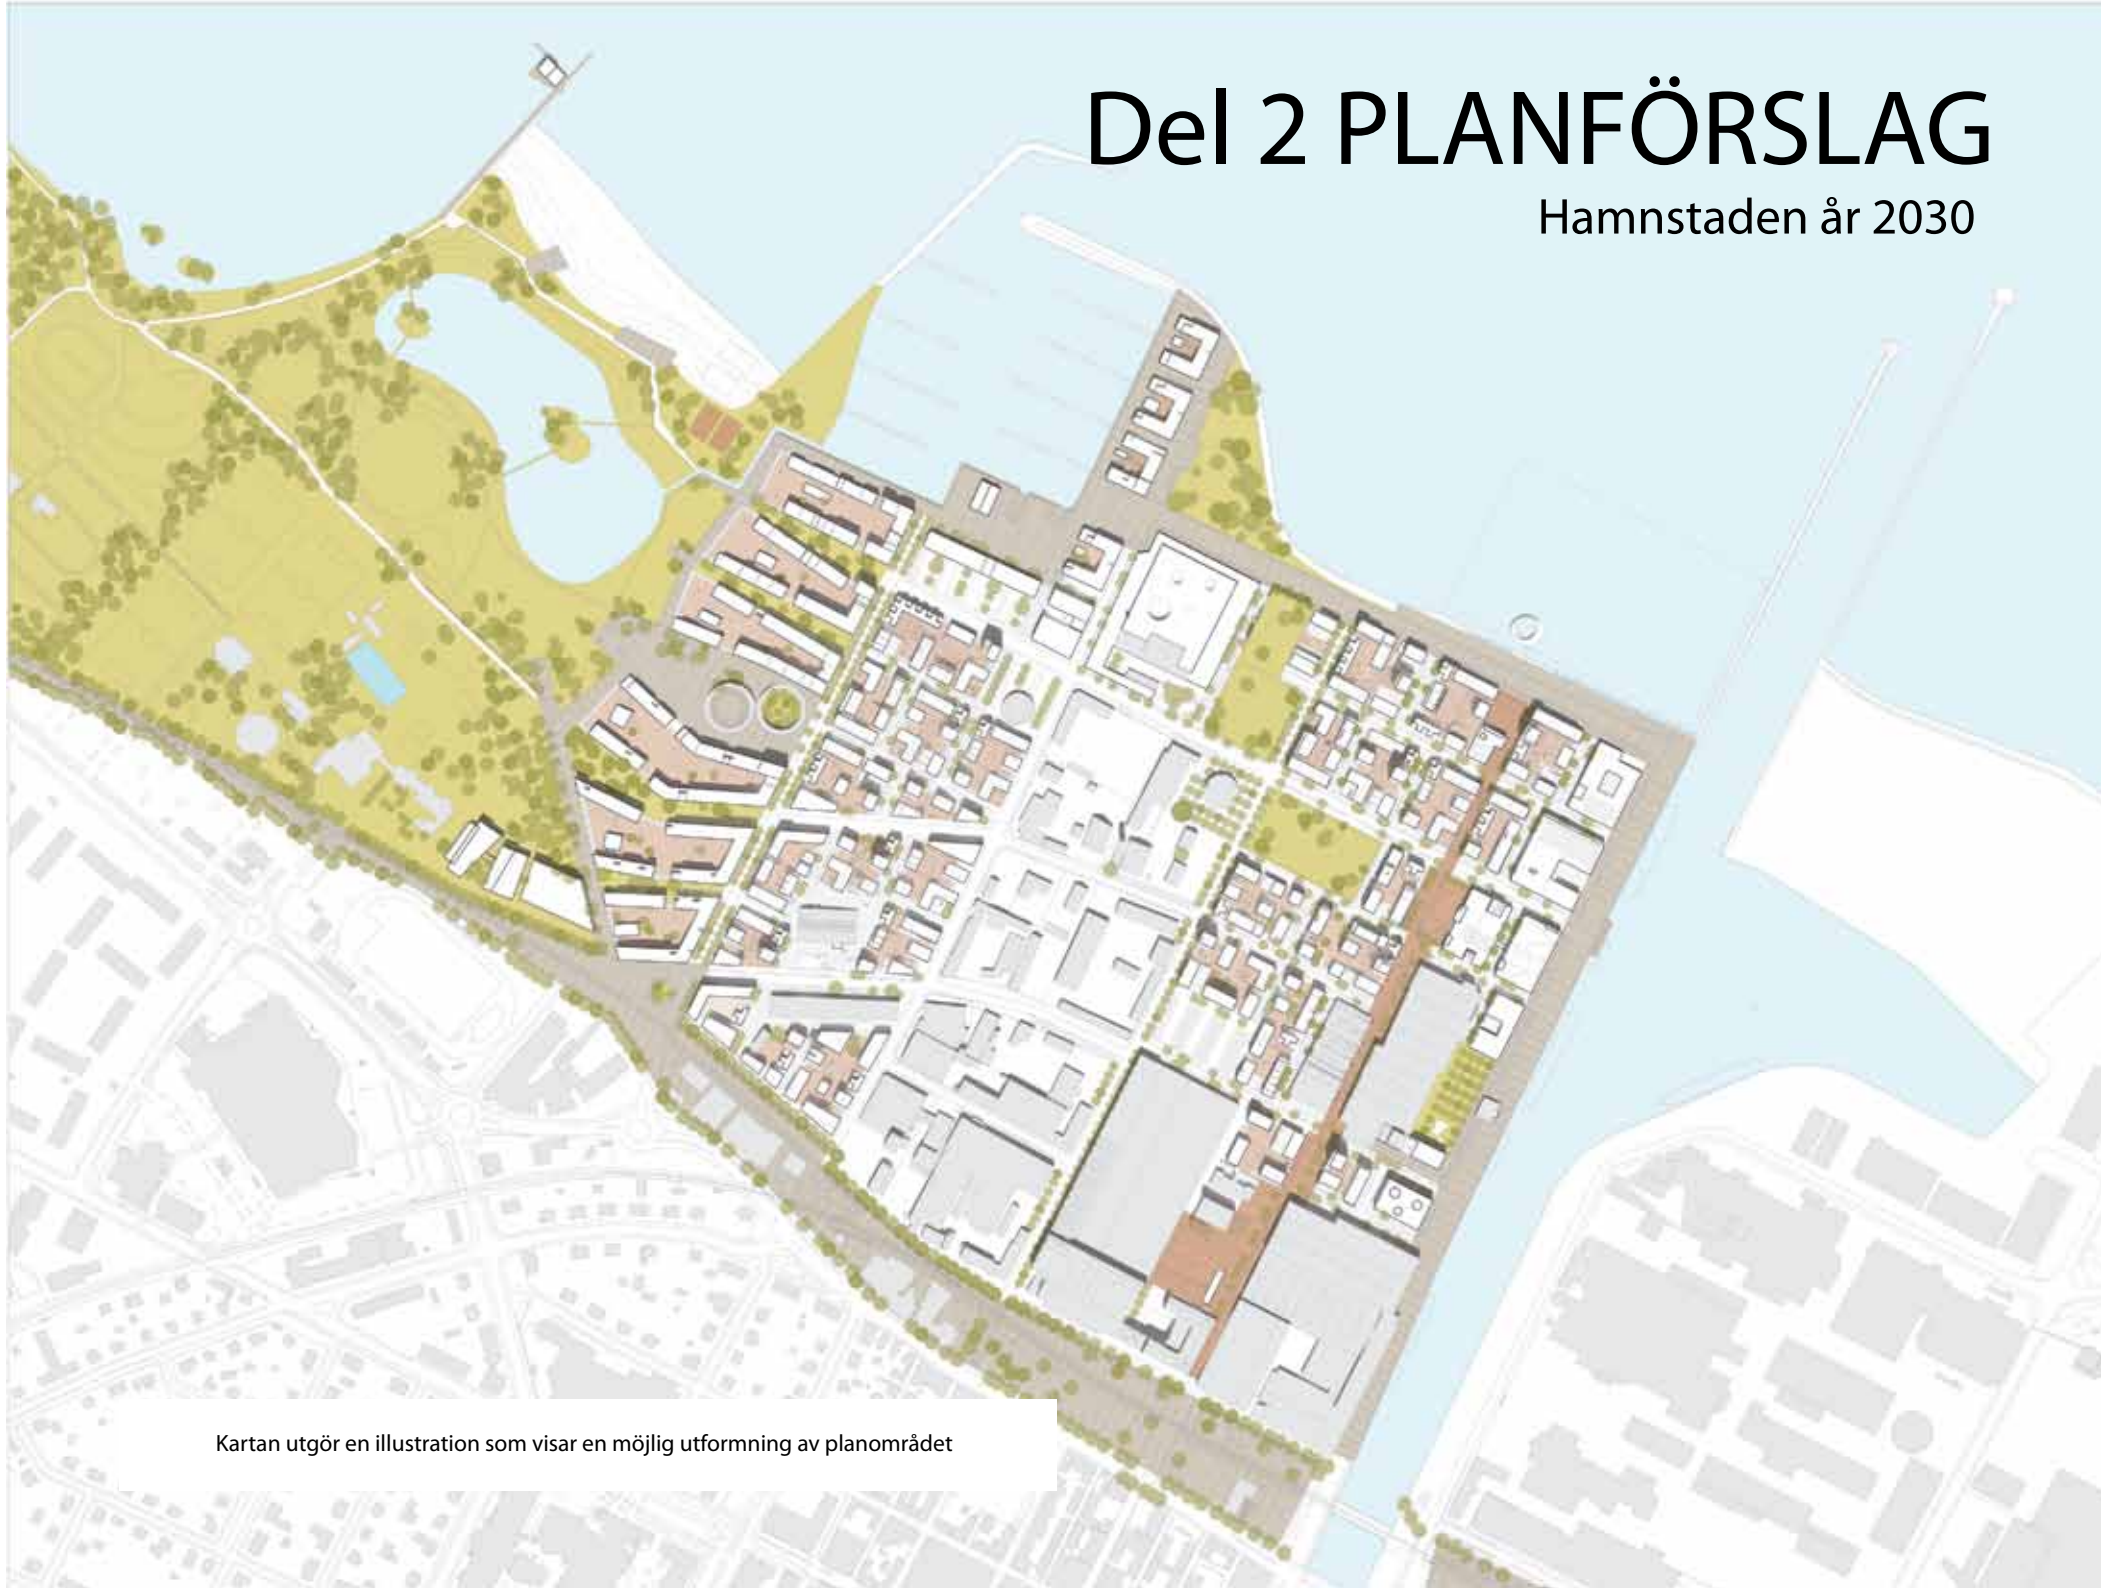 Del 2 PLANFÖRSLAG
Hamnstaden år 2030
Kartan utgör en illustration som visar en möjlig utformning av planområdet